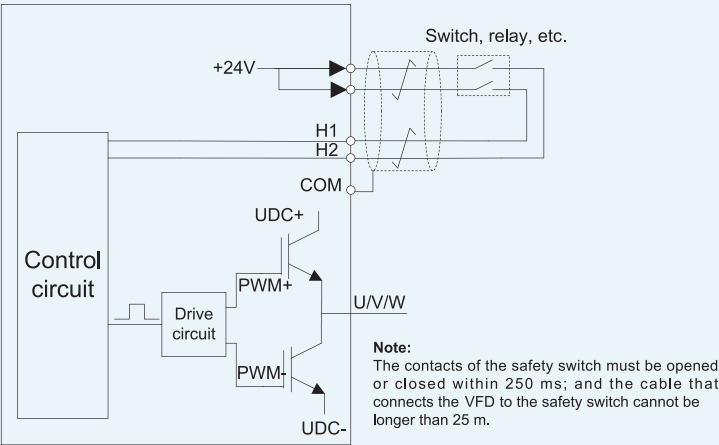 Switch, relay, etc.
+24V
H1
H2
COM
UDC+
Control
circuit
PWM+
Drive
circuit
U/V/W
PWM-
UDC-
Note:
The contacts of the safety switch must be opened
or closed within 250 ms; and the cable that
connects the VFD to the safety switch cannot be
longer than 25 m.